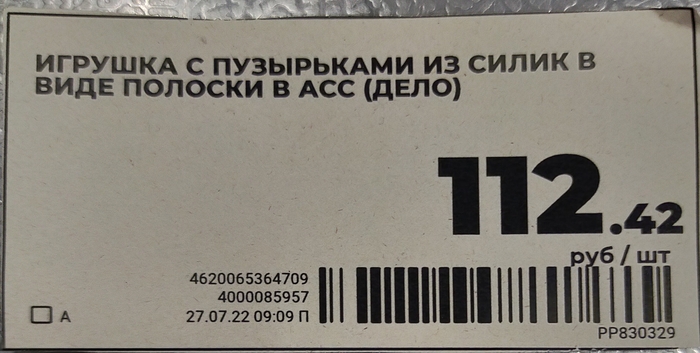 ИГРУШКА С ПУЗЫРЬКАМИ ИЗ СИЛИК В
ВИДЕ ПОЛОСКИ В АСС (ДЕЛО)
112.42
руб / шт
4620065364709
4000085957
27.07.22 09:09 П
А
PP830329